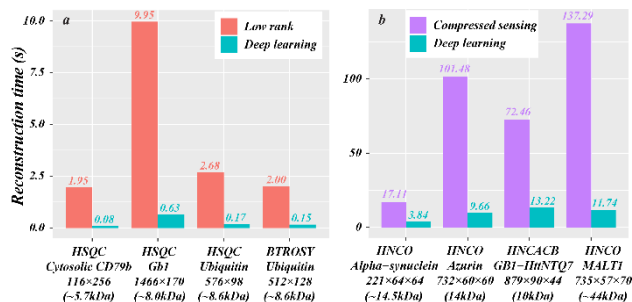 a
Low rank
Deep learning
Reconstruction time (s)
10.0
7.5
5.0
2.5
0.0
1.95
0.08
9.95
0.63
2.68
0.17
2.00
0.15
HSQC
Cytosolic CD79b
116×256
(~5.7kDa)
HSQC
Gb1
1466×170
(~8.0kDa)
HSQC
Ubiquitin
576×98
(~8.6kDa)
BTROSY
Ubiquitin
512×128
(~8.6kDa)
b
Compressed sensing
Deep learning
100
50
0
17.11
3.84
101.48
9.66
72.46
13.22
137.29
11.74
HNCO
Alpha-synuclein
221×64×64
(~14.5kDa)
HNCO
Azurin
732×60×60
(14kDa)
HNCACB
GB1-HttNTQ7
879×90×44
(10kDa)
HNCO
MALT1
735×57×70
(~44kDa)